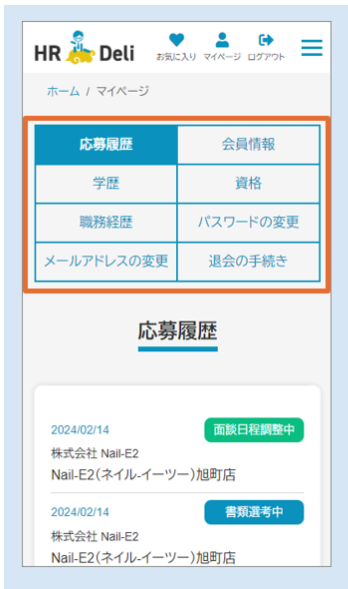 HR Deli
お気に入り マイページ ログアウト
ホーム / マイページ
応募履歴 会員情報
学歴 資格
職務経歴 パスワードの変更
メールアドレスの変更 退会の手続き
応募履歴
2024/02/14 面談日程調整中
株式会社 Nail-E2
Nail-E2(ネイル-イーツー)旭町店
2024/02/14 書類選考中
株式会社 Nail-E2
Nail-E2(ネイル-イーツー)旭町店